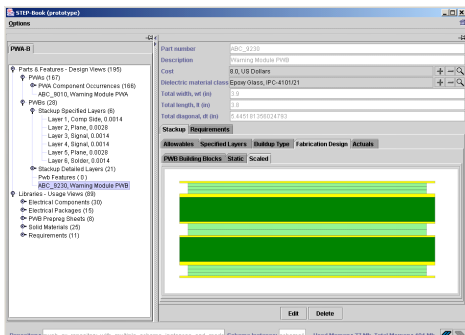 STEP-Book (prototype)
Options
PWA-B
Parts & Features - Design Views (195)
PWAs (167)
PWA Component Occurrences (166)
ABC_9010, Warning Module PWA
PWBs (28)
Stackup Specified Layers (6)
Layer 1, Comp Side, 0.0014
Layer 2, Plane, 0.0028
Layer 3, Signal, 0.0014
Layer 4, Signal, 0.0014
Layer 5, Plane, 0.0028
Layer 6, Solder, 0.0014
Stackup Detailed Layers (21)
Pwb Features ( 0 )
ABC_9230, Warning Module PWB
Libraries - Usage Views (89)
Electrical Components (30)
Electrical Packages (15)
PWB Prepreg Sheets (8)
Solid Materials (25)
Requirements (11)
Part number ABC_9230
Description Warning Module PWB
Cost 8.0, US Dollars
Dielectric material class Epoxy Glass, IPC-4101/21
Total width, wt (in) 3.9
Total length, lt (in) 3.8
Total diagonal, dt (in) 5.445181356024793
Stackup Requirements
Allowables Specified Layers Buildup Type Fabrication Design Actuals
PWB Building Blocks Static Scaled
Edit Delete